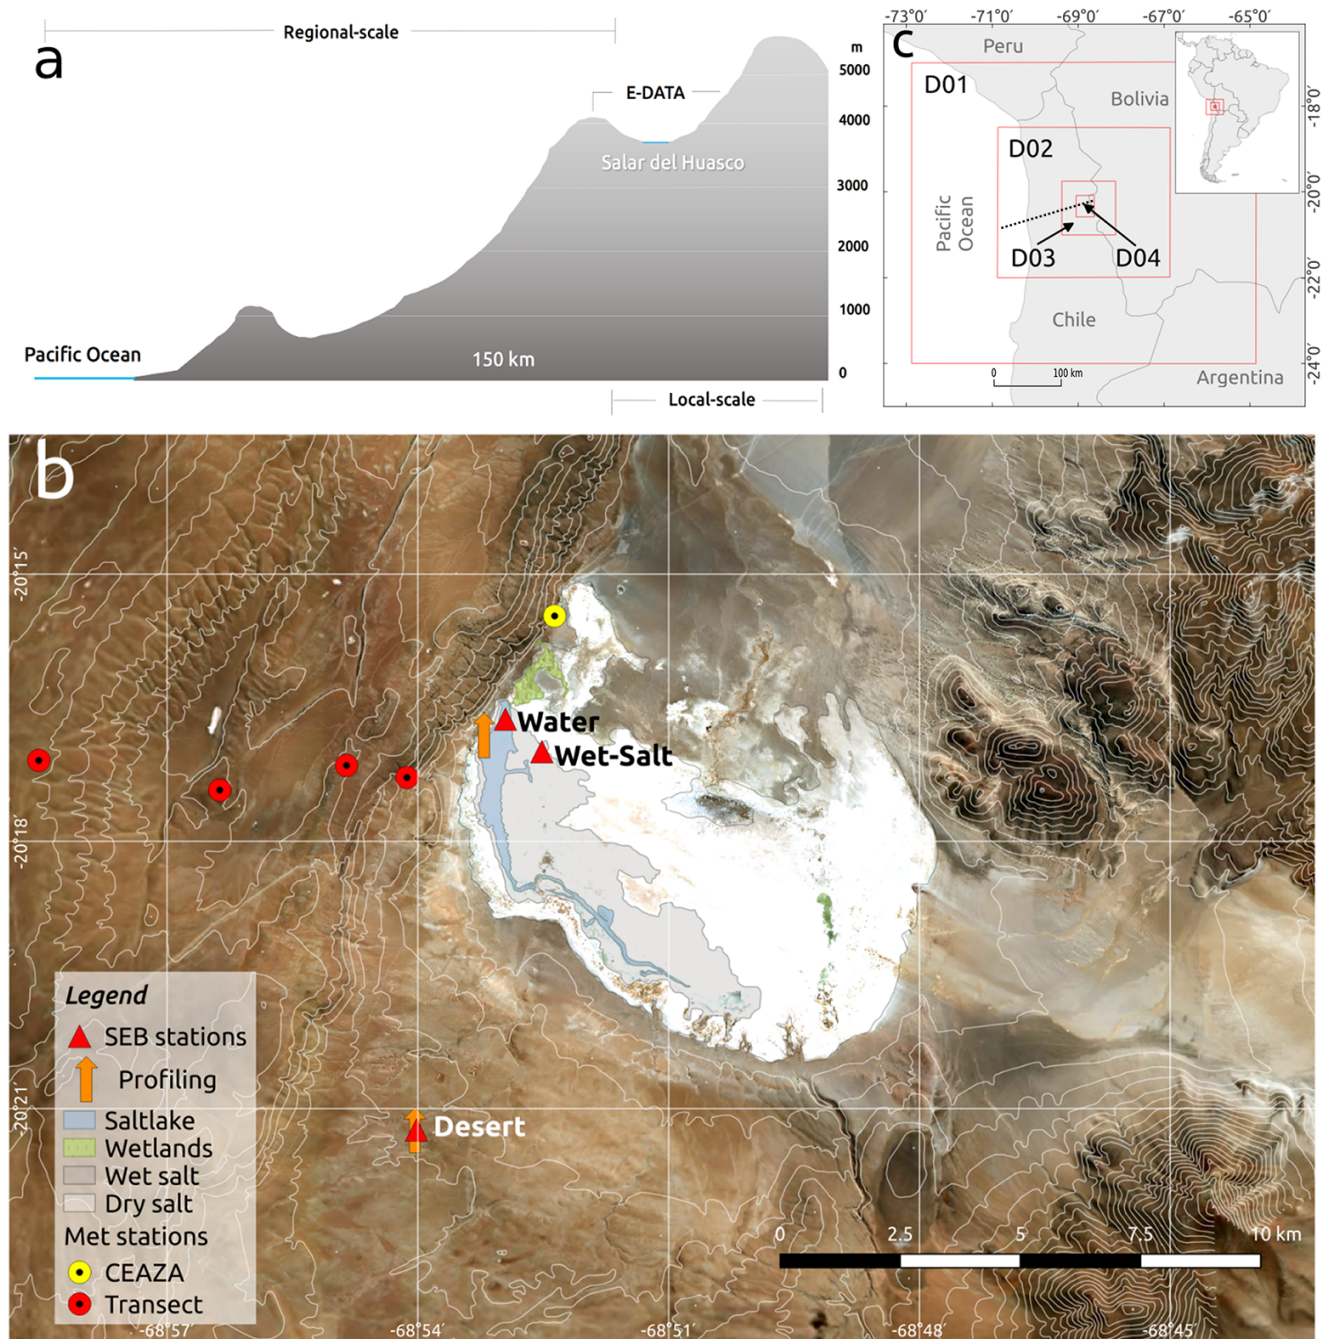 a
Regional-scale
E-DATA
Salar del Huasco
Pacific Ocean
150 km
Local-scale
m
5000
4000
3000
2000
1000
0
c
-73°0′
-71°0′
-69°0′
-67°0′
-65°0′
-18°0′
-20°0′
-22°0′
-24°0′
Peru
Bolivia
D01
D02
Pacific
Ocean
D03
D04
Chile
Argentina
0
100 km
b
-20°15′
-20°18′
-20°21′
Water
Wet-Salt
Desert
Legend
SEB stations
Profiling
Saltlake
Wetlands
Wet salt
Dry salt
Met stations
CEAZA
Transect
0
2.5
5
7.5
10 km
-68°57′
-68°54′
-68°51′
-68°48′
-68°45′